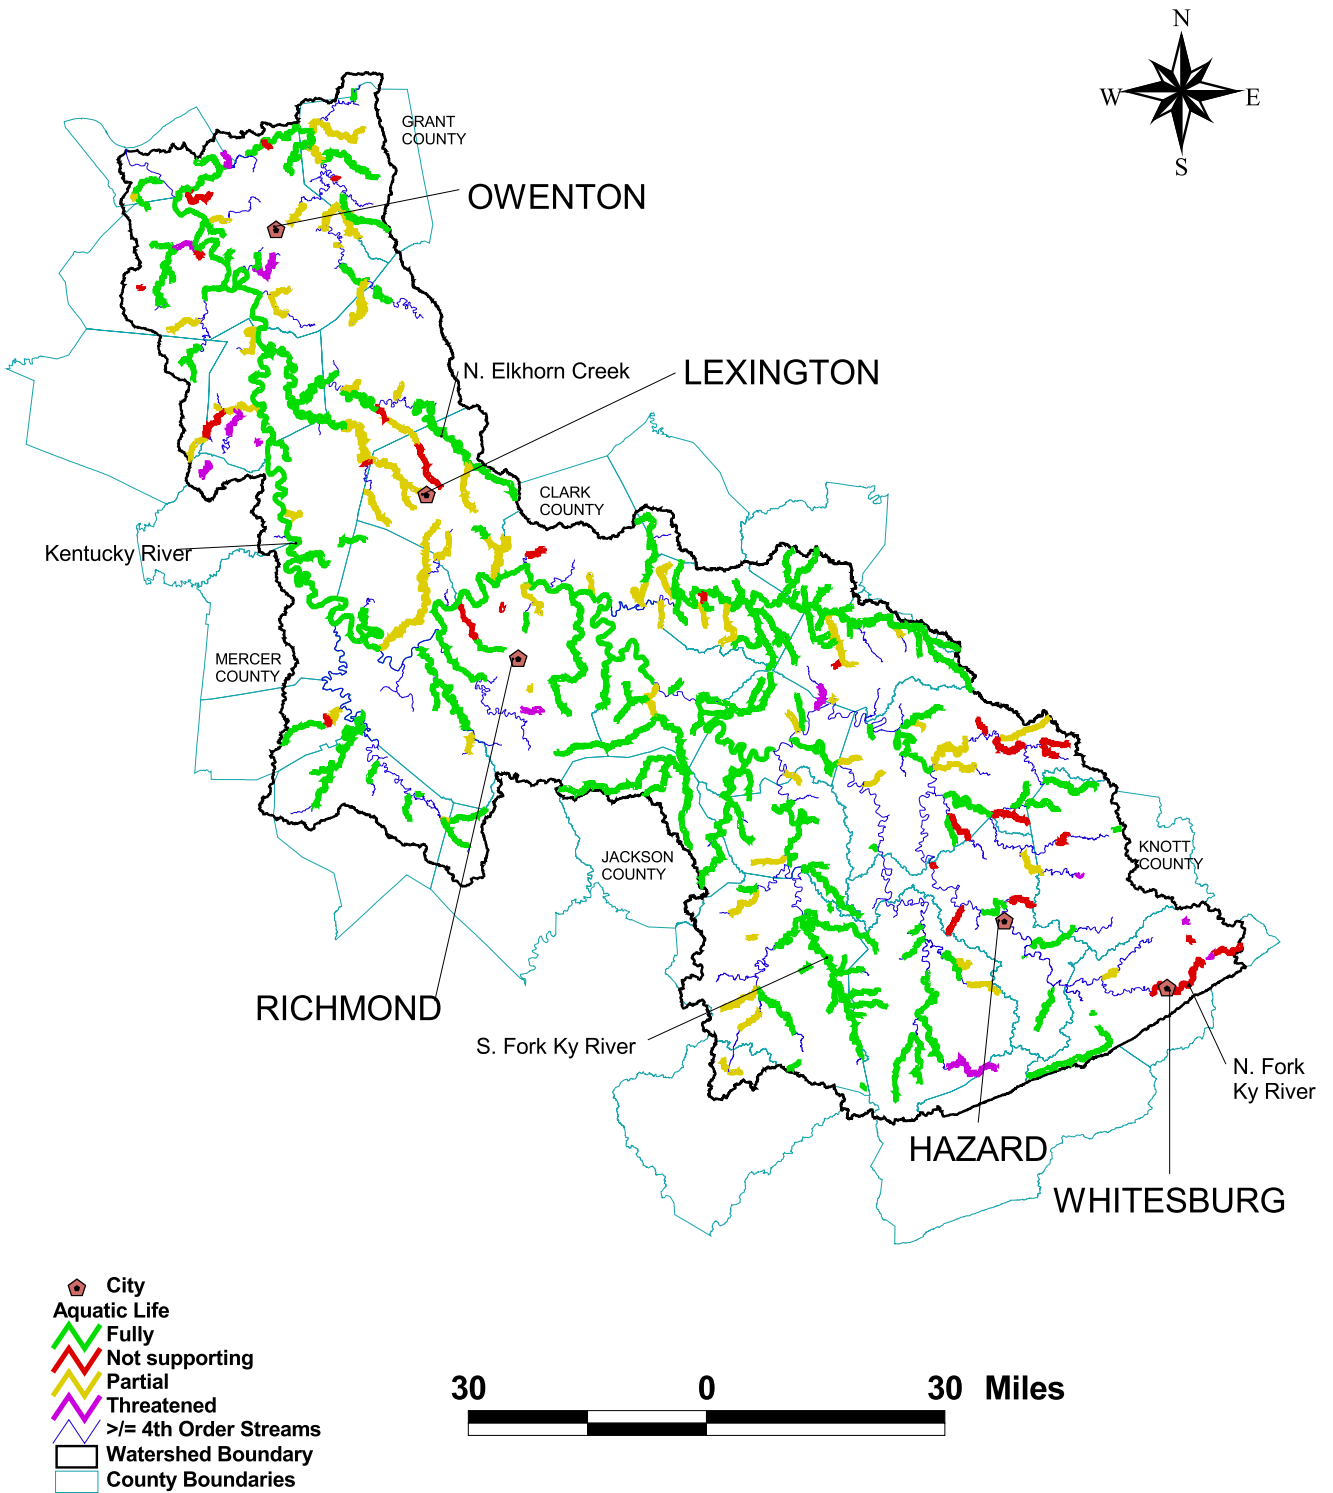 N
W
E
S
GRANT
COUNTY
OWENTON
N. Elkhorn Creek
LEXINGTON
CLARK
COUNTY
Kentucky River
MERCER
COUNTY
JACKSON
COUNTY
KNOTT
COUNTY
RICHMOND
S. Fork Ky River
N. Fork
Ky River
HAZARD
WHITESBURG
City
Aquatic Life
Fully
Not supporting
Partial
Threatened
>/= 4th Order Streams
Watershed Boundary
County Boundaries
30 0 30 Miles